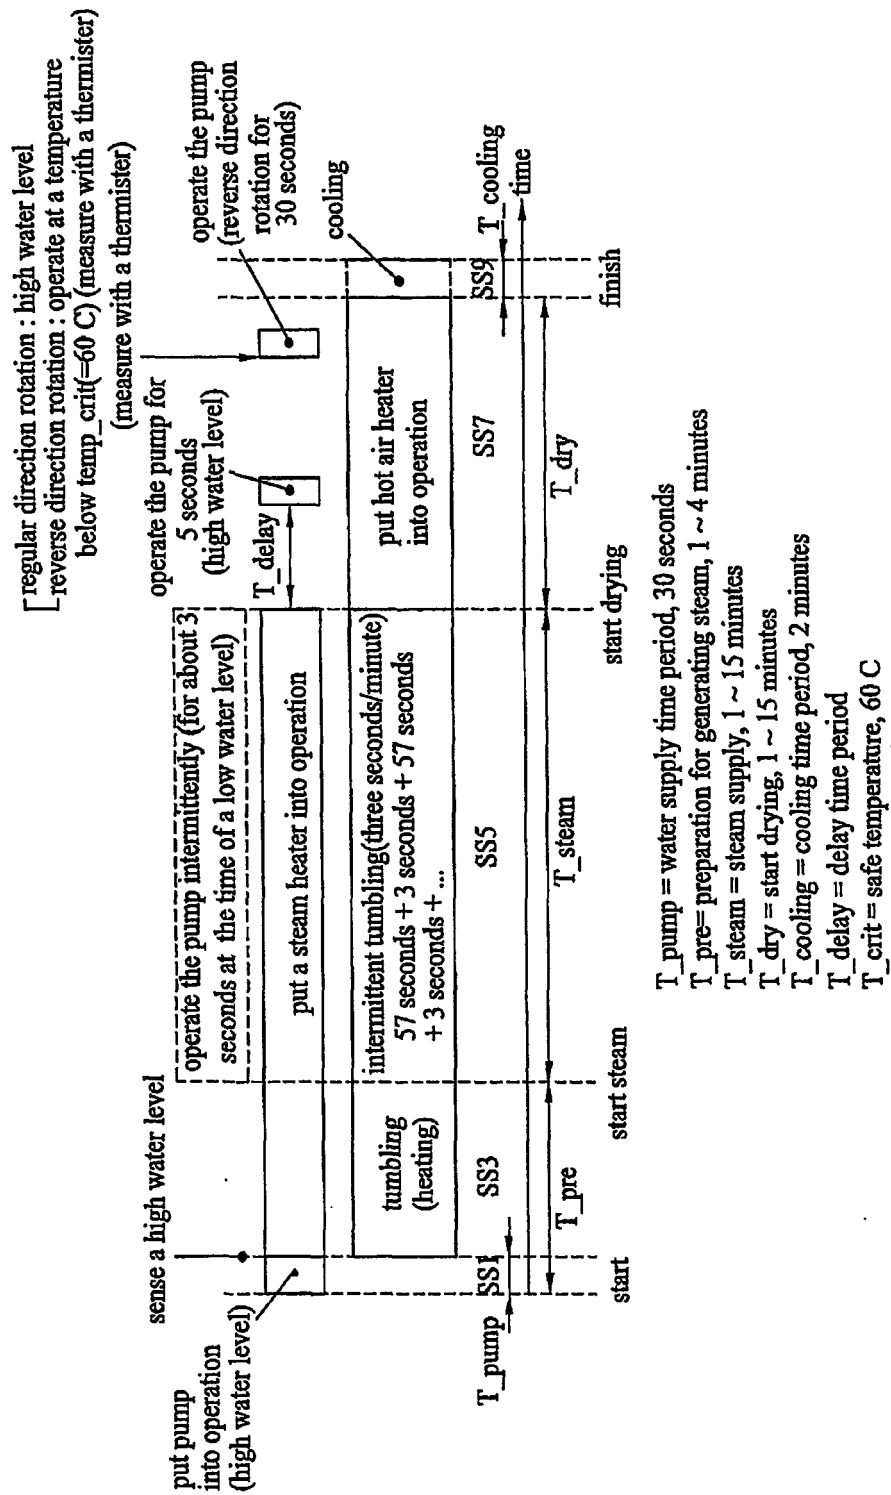 regular direction rotation : high water level
reverse direction rotation : operate at a temperature
below temp_crit(=60 C) (measure with a thermister)
(measure with a thermister)
operate the pump
(reverse direction
rotation for
30 seconds)
cooling
operate the pump for
5 seconds
(high water level)
T_delay
operate the pump intermittently (for about 3
seconds at the time of a low water level)
sense a high water level
put pump
into operation
(high water level)
put a steam heater into operation
tumbling
(heating)
intermittent tumbling(three seconds/minute)
57 seconds + 3 seconds + 57 seconds
+ 3 seconds + ...
put hot air heater
into operation
T_pump
SS1
SS3
SS5
SS7
SS9
T_cooling
time
T_pre
T_steam
T_dry
start
start steam
start drying
finish
T_pump = water supply time period, 30 seconds
T_pre= preparation for generating steam, 1 ~ 4 minutes
T_steam = steam supply, 1 ~ 15 minutes
T_dry = start drying, 1 ~ 15 minutes
T_cooling = cooling time period, 2 minutes
T_delay = delay time period
T_crit = safe temperature, 60 C